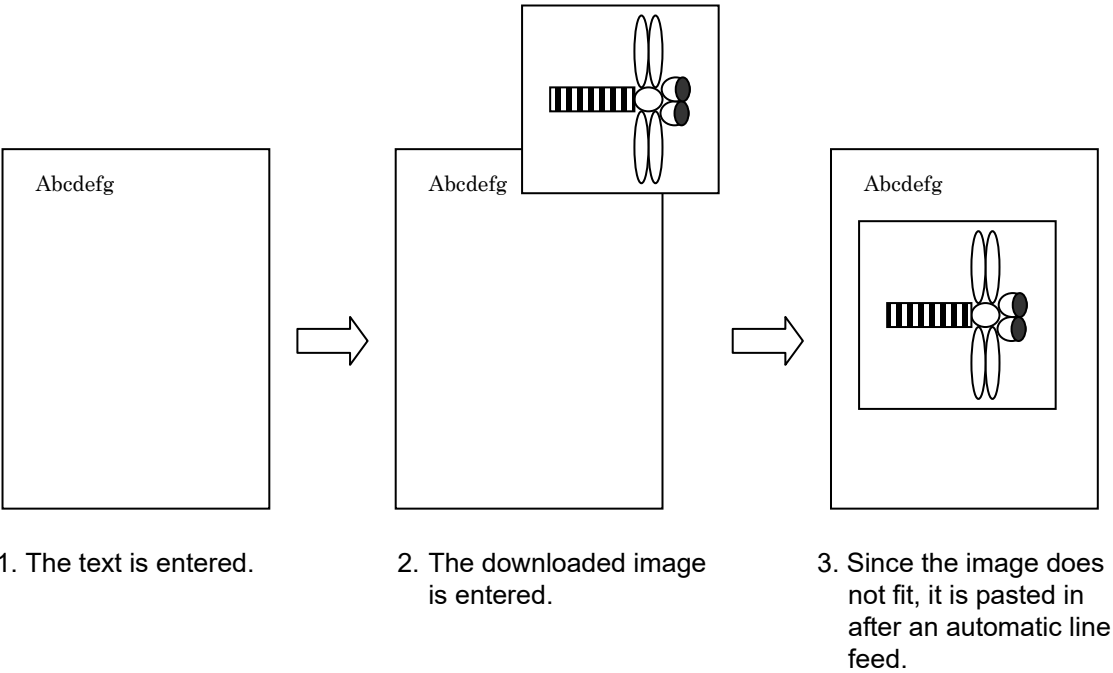 Abcdefg
Abcdefg
Abcdefg
1. The text is entered.
2. The downloaded image
is entered.
3. Since the image does
not fit, it is pasted in
after an automatic line
feed.